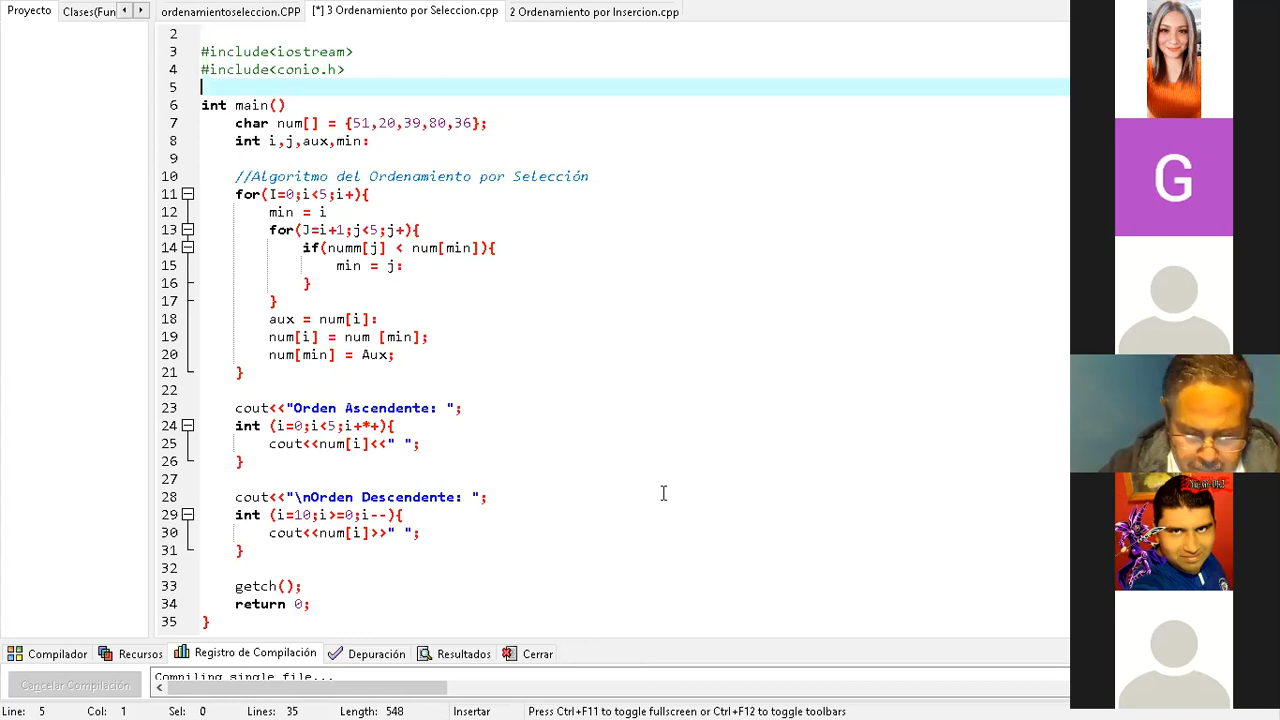 Proyecto Clases(Fun ordenamientoseleccion.CPP [*] 3 Ordenamiento por Seleccion.cpp 2 Ordenamiento por Insercion.cpp
2
3 #include<iostream>
4 #include<conio.h>
5
6 int main()
7 char num[] = {51,20,39,80,36};
8 int i,j,aux,min:
9
10 //Algoritmo del Ordenamiento por Selección
11 for(I=0;i<5;i+){
12 min = i
13 for(J=i+1;j<5;j+){
14 if(numm[j] < num[min]){
15 min = j:
16 }
17 }
18 aux = num[i]:
19 num[i] = num [min];
20 num[min] = Aux;
21 }
22
23 cout<<"Orden Ascendente: ";
24 int (i=0;i<5;i+*+){
25 cout<<num[i]<<" ";
26 }
27
28 cout<<"\nOrden Descendente: ";
29 int (i=10;i>=0;i--){
30 cout<<num[i]>>" ";
31 }
32
33 getch();
34 return 0;
35 }
G
Compilador Recursos Registro de Compilación Depuración Resultados Cerrar
Cancelar Compilación Compiling single file...
Line: 5 Col: 1 Sel: 0 Lines: 35 Length: 548 Insertar Press Ctrl+F11 to toggle fullscreen or Ctrl+F12 to toggle toolbars